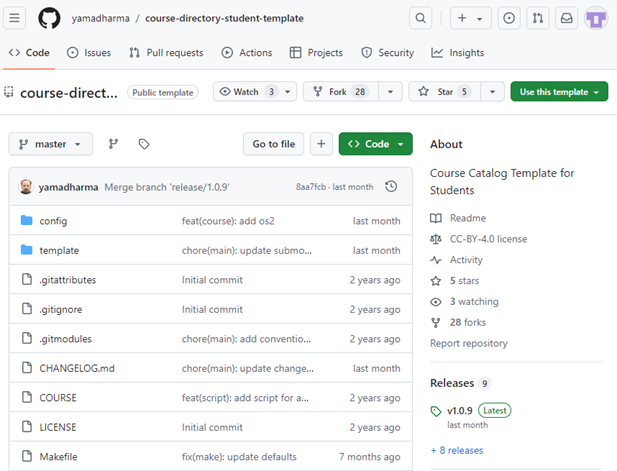 yamadharma / course-directory-student-template
Code Issues Pull requests Actions Projects Security Insights
course-direct... Public template Watch 3 Fork 28 Star 5 Use this template
master Go to file Code
yamadharma Merge branch 'release/1.0.9' 8aa7fcb · last month
config feat(course): add os2 last month
template chore(main): update submo... last month
.gitattributes Initial commit 2 years ago
.gitignore Initial commit 2 years ago
.gitmodules chore(main): add conventio... 2 years ago
CHANGELOG.md chore(main): update change... last month
COURSE feat(script): add script for a... 2 years ago
LICENSE Initial commit 2 years ago
Makefile fix(make): update defaults 7 months ago
About
Course Catalog Template for
Students
Readme
CC-BY-4.0 license
Activity
5 stars
3 watching
28 forks
Report repository
Releases 9
v1.0.9 Latest
last month
+ 8 releases